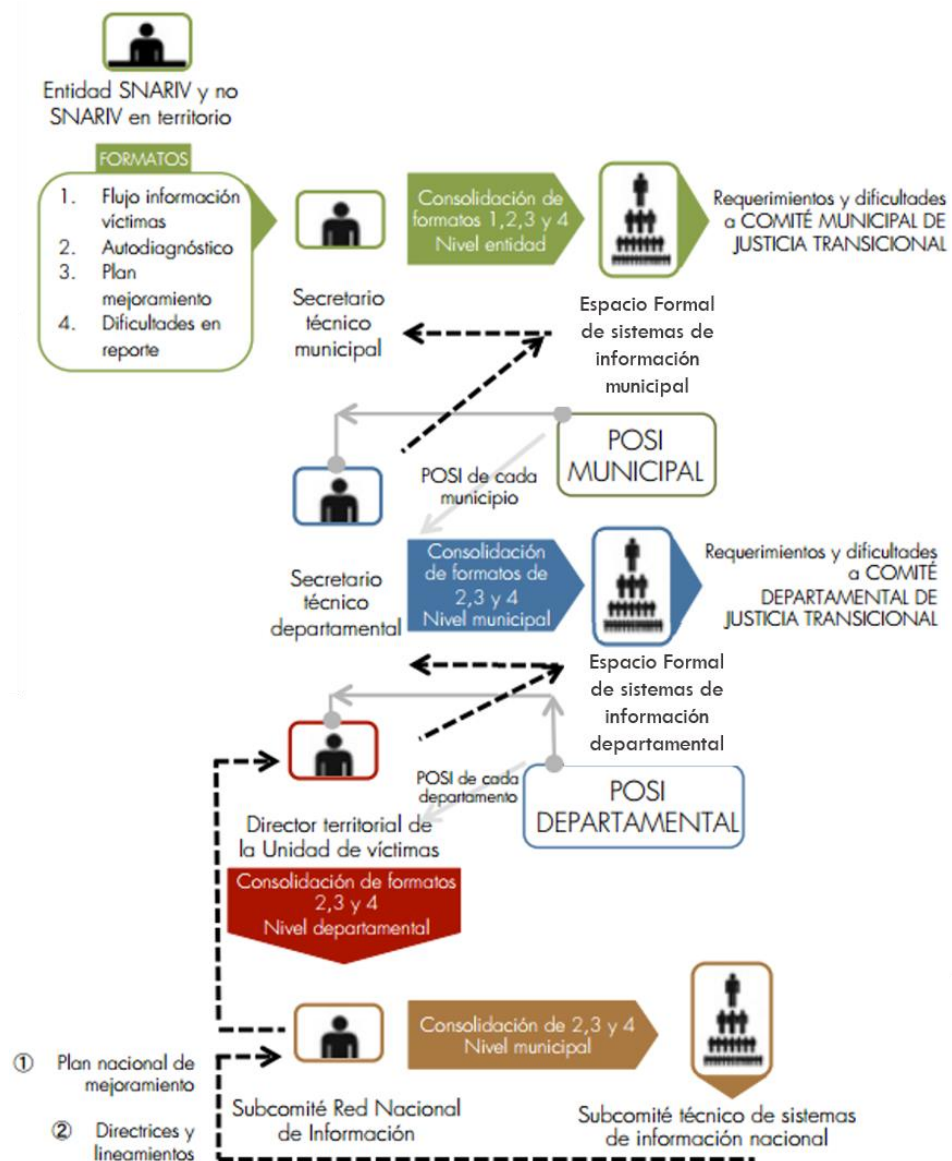 Entidad SNARIV y no
SNARIV en territorio
FORMATOS
1. Flujo información
víctimas
2. Autodiagnóstico
3. Plan
mejoramiento
4. Dificultades en
reporte
Secretario
técnico
municipal
Consolidación de
formatos 1,2,3 y 4
Nivel entidad
Espacio Formal
de sistemas de
información
municipal
Requerimientos y dificultades
a COMITÉ MUNICIPAL DE
JUSTICIA TRANSICIONAL
POSI
MUNICIPAL
POSI de cada
municipio
Secretario
técnico
departamental
Consolidación
de formatos de
2,3 y 4
Nivel municipal
Espacio Formal
de sistemas de
información
departamental
Requerimientos y dificultades
a COMITÉ
DEPARTAMENTAL DE
JUSTICIA TRANSICIONAL
POSI
DEPARTAMENTAL
POSI de cada
departamento
Director territorial de
la Unidad de víctimas
Consolidación de formatos
2,3 y 4
Nivel departamental
Subcomité Red Nacional
de Información
Consolidación de 2,3 y 4
Nivel municipal
Subcomité técnico de sistemas
de información nacional
① Plan nacional de
mejoramiento
② Directrices y
lineamientos